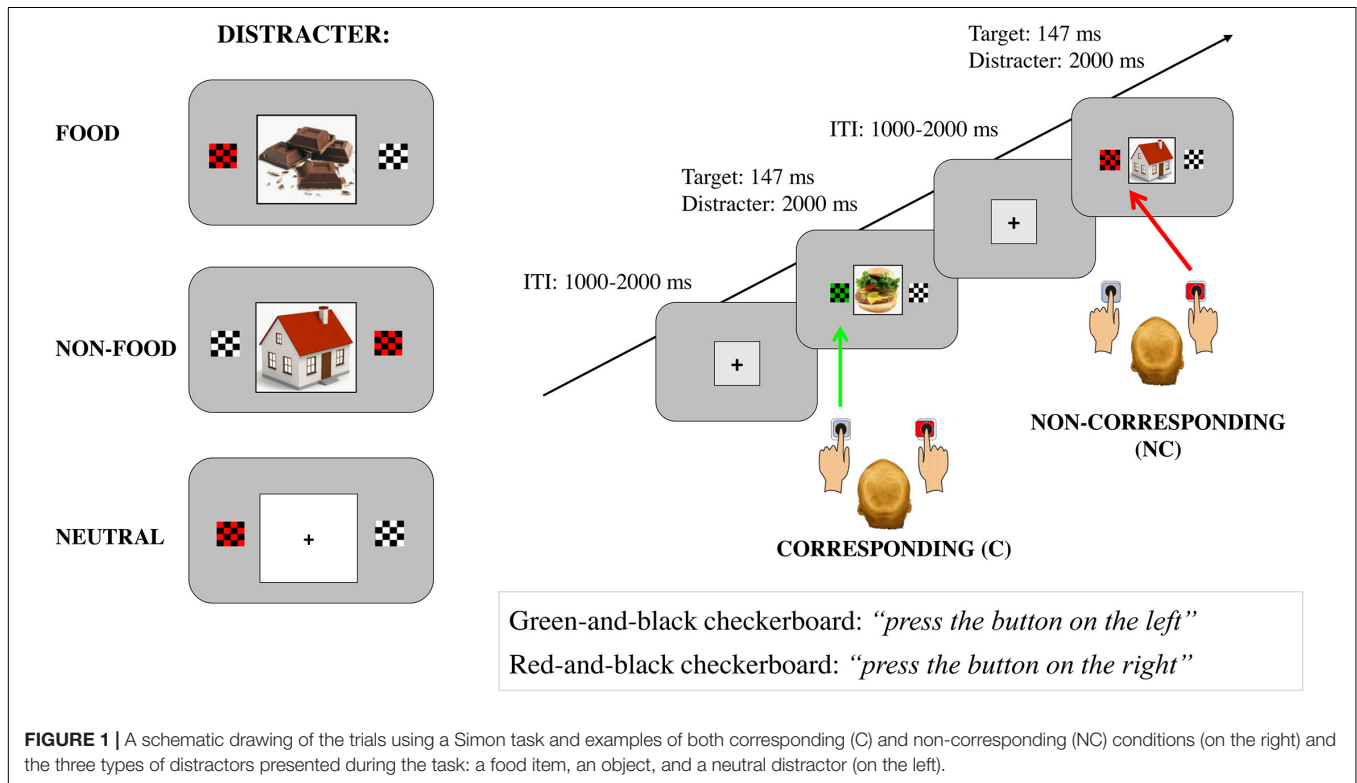 DISTRACTER:
FOOD
NON-FOOD
NEUTRAL
+
Target: 147 ms
Distracter: 2000 ms
ITI: 1000-2000 ms
Target: 147 ms
Distracter: 2000 ms
ITI: 1000-2000 ms
+
+
NON-CORRESPONDING
(NC)
CORRESPONDING (C)
Green-and-black checkerboard: “press the button on the left”
Red-and-black checkerboard: “press the button on the right”
FIGURE 1 | A schematic drawing of the trials using a Simon task and examples of both corresponding (C) and non-corresponding (NC) conditions (on the right) and
the three types of distractors presented during the task: a food item, an object, and a neutral distractor (on the left).